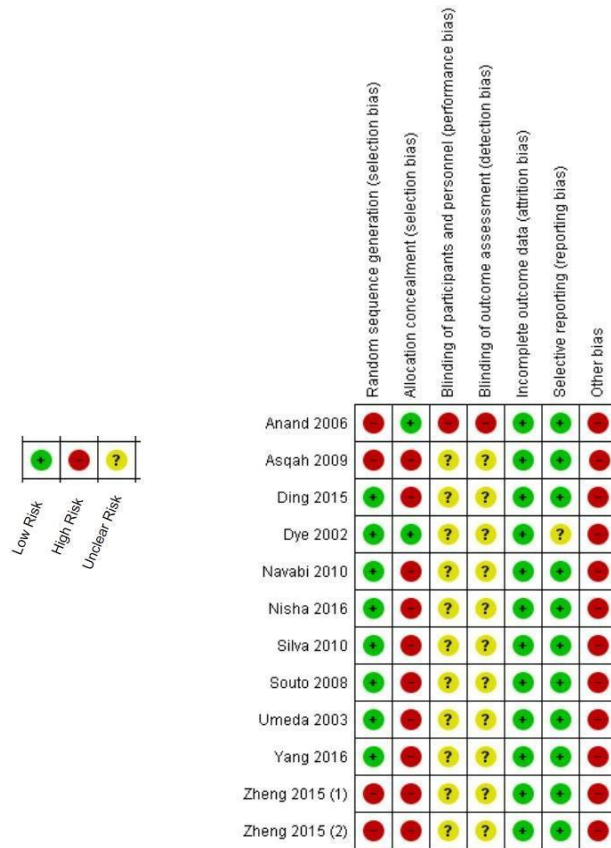 Random sequence generation (selection bias)
Allocation concealment (selection bias)
Blinding of participants and personnel (performance bias)
Blinding of outcome assessment (detection bias)
Incomplete outcome data (attrition bias)
Selective reporting (reporting bias)
Other bias
Anand 2006 - + - - + + -
Asqah 2009 - - ? ? + + -
Ding 2015 + - ? ? + + -
Dye 2002 + + ? ? + ? -
Navabi 2010 + - ? ? + + -
Nisha 2016 + - ? ? + + -
Silva 2010 + - ? ? + + -
Souto 2008 + - ? ? + + -
Umeda 2003 + - ? ? + + -
Yang 2016 + - ? ? + + -
Zheng 2015 (1) - - ? ? + + -
Zheng 2015 (2) - - ? ? + + -
+ - ?
Low Risk
High Risk
Unclear Risk